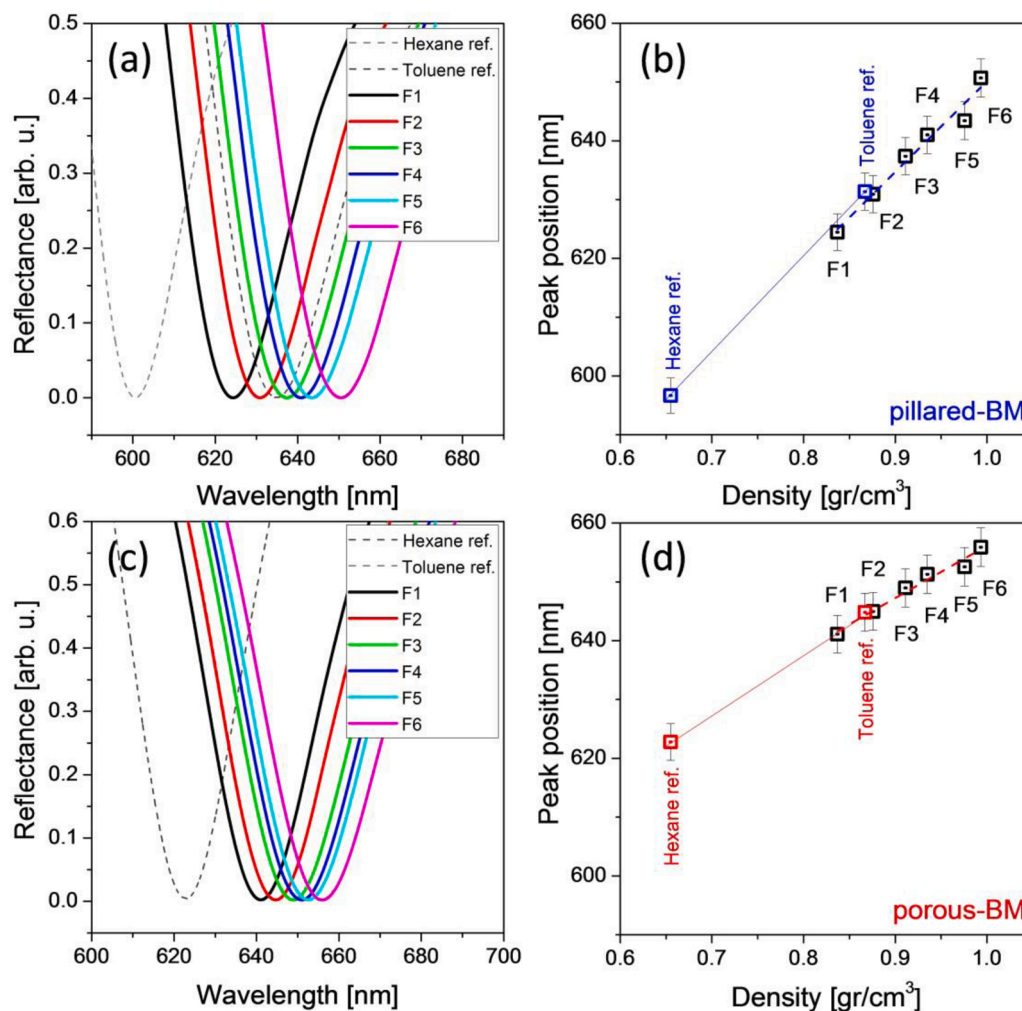 (a)
Hexane ref.
Toluene ref.
F1
F2
F3
F4
F5
F6
0.5
0.4
0.3
0.2
0.1
0.0
Reflectance [arb. u.]
600 620 640 660 680
Wavelength [nm]
(b)
660
640
620
600
Peak position [nm]
Hexane ref.
Toluene ref.
F1
F2
F3
F4
F5
F6
pillared-BM
0.6 0.7 0.8 0.9 1.0
Density [gr/cm³]
(c)
Hexane ref.
Toluene ref.
F1
F2
F3
F4
F5
F6
0.6
0.5
0.4
0.3
0.2
0.1
0.0
Reflectance [arb. u.]
600 620 640 660 680 700
Wavelength [nm]
(d)
660
640
620
600
Peak position [nm]
Hexane ref.
Toluene ref.
F1
F2
F3
F4
F5
F6
porous-BM
0.6 0.7 0.8 0.9 1.0
Density [gr/cm³]